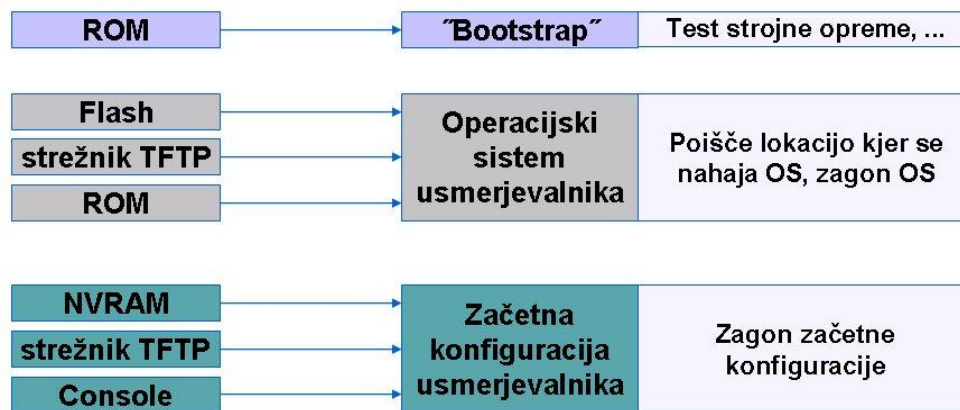 ROM
˝Bootstrap˝
Test strojne opreme, ...
Flash
strežnik TFTP
ROM
Operacijski
sistem
usmerjevalnika
Poišče lokacijo kjer se
nahaja OS, zagon OS
NVRAM
strežnik TFTP
Console
Začetna
konfiguracija
usmerjevalnika
Zagon začetne
konfiguracije